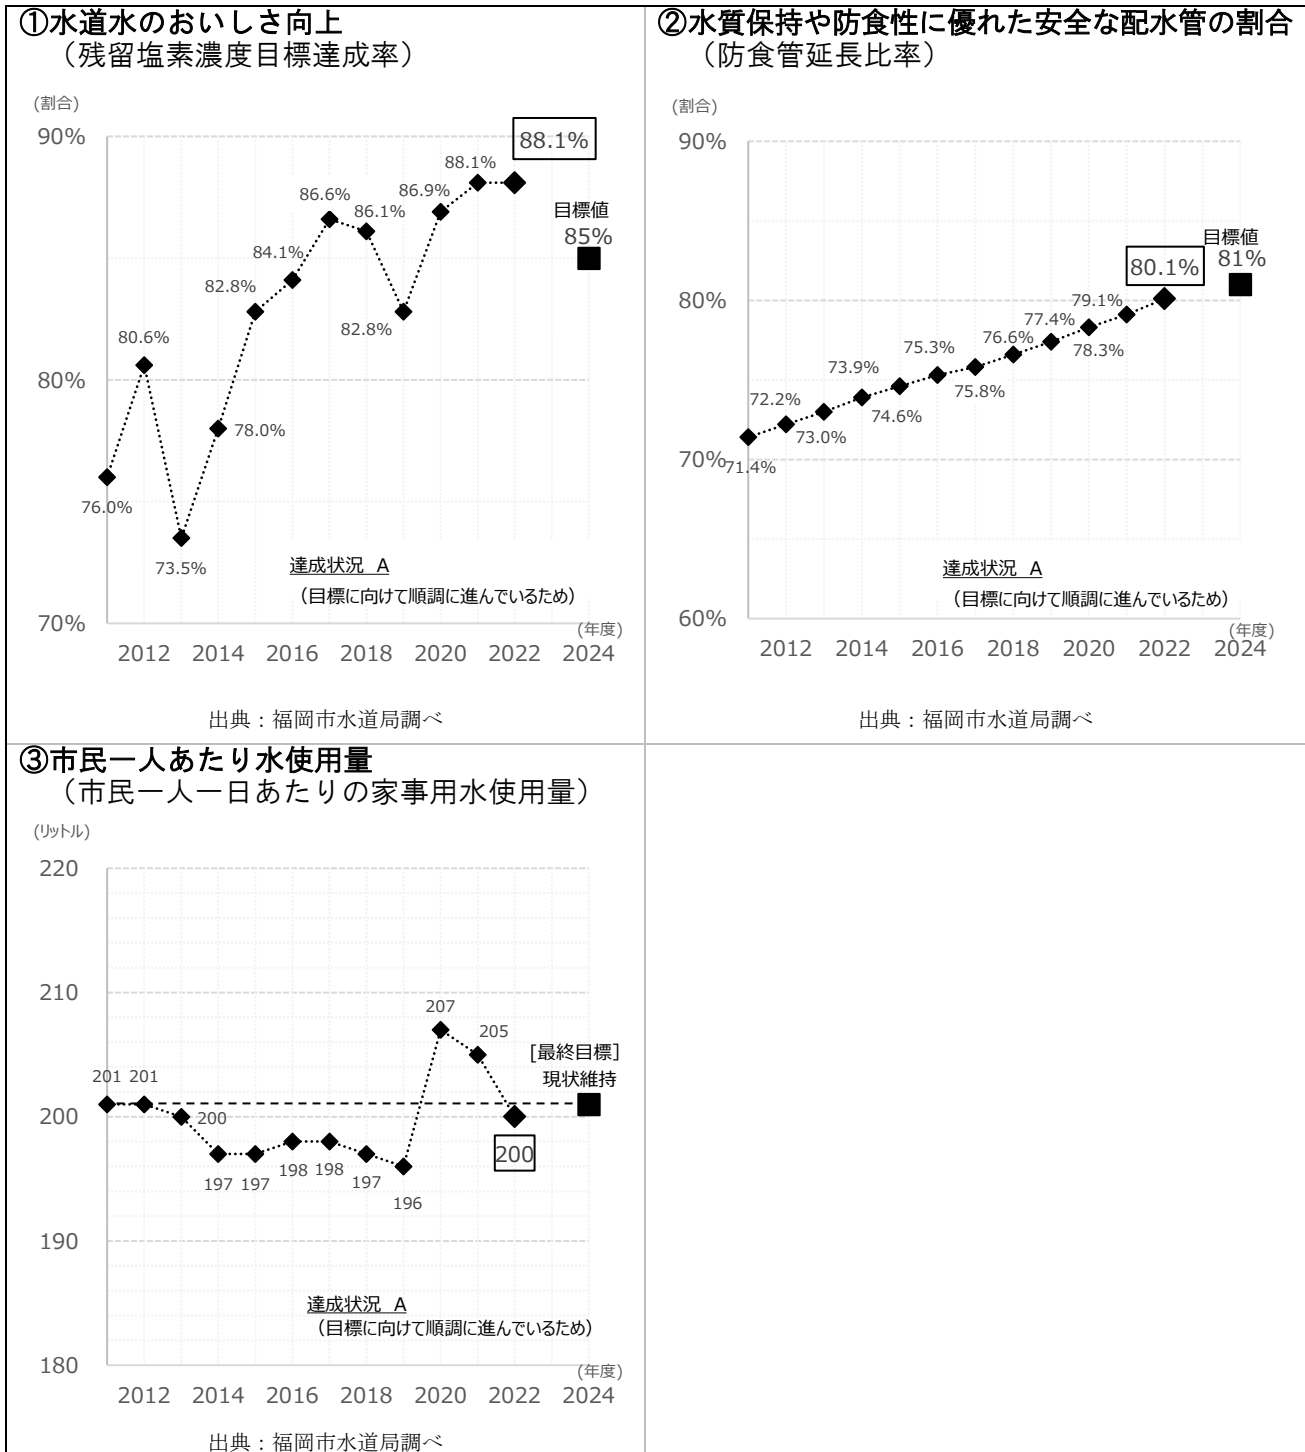 ①水道水のおいしさ向上
（残留塩素濃度目標達成率）
(割合)
90%
80%
70%
76.0%
80.6%
73.5%
78.0%
82.8%
84.1%
86.6%
86.1%
82.8%
86.9%
88.1%
88.1%
目標値
85%
達成状況 A
（目標に向けて順調に進んでいるため）
(年度)
2012 2014 2016 2018 2020 2022 2024
出典：福岡市水道局調べ
②水質保持や防食性に優れた安全な配水管の割合
（防食管延長比率）
(割合)
90%
80%
70%
60%
71.4%
72.2%
73.0%
73.9%
74.6%
75.3%
75.8%
76.6%
77.4%
78.3%
79.1%
80.1%
目標値
81%
達成状況 A
（目標に向けて順調に進んでいるため）
(年度)
2012 2014 2016 2018 2020 2022 2024
出典：福岡市水道局調べ
③市民一人あたり水使用量
（市民一人一日あたりの家事用水使用量）
(リットル)
220
210
200
190
180
201 201
200
197 197
198 198
197
196
207
205
200
[最終目標]
現状維持
達成状況 A
（目標に向けて順調に進んでいるため）
(年度)
2012 2014 2016 2018 2020 2022 2024
出典：福岡市水道局調べ